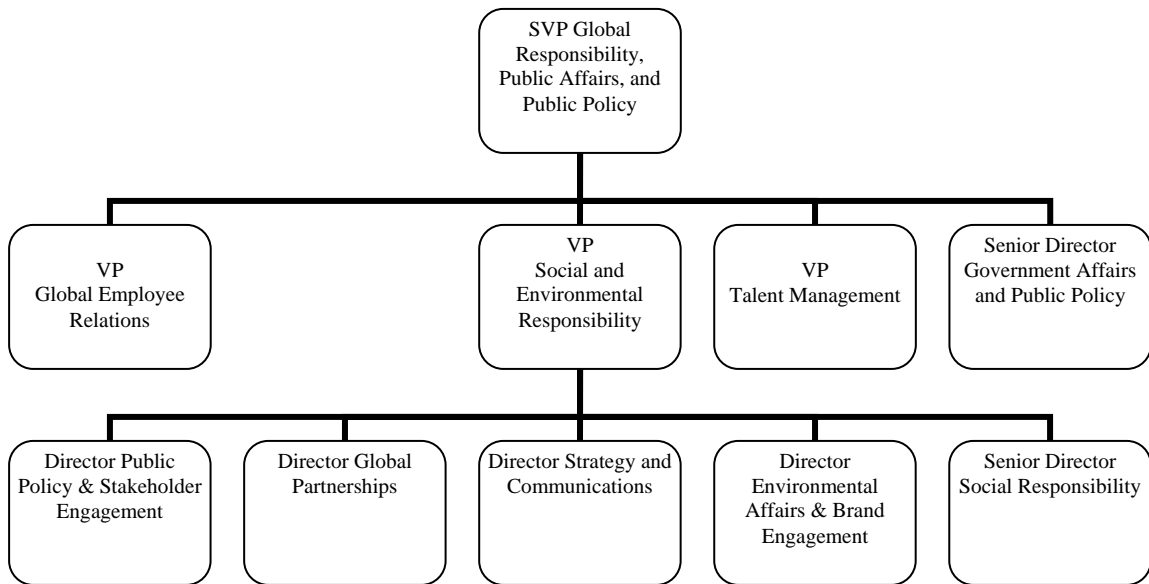 SVP Global
Responsibility,
Public Affairs, and
Public Policy
VP
Global Employee
Relations
VP
Social and
Environmental
Responsibility
VP
Talent Management
Senior Director
Government Affairs
and Public Policy
Director Public
Policy & Stakeholder
Engagement
Director Global
Partnerships
Director Strategy and
Communications
Director
Environmental
Affairs & Brand
Engagement
Senior Director
Social Responsibility